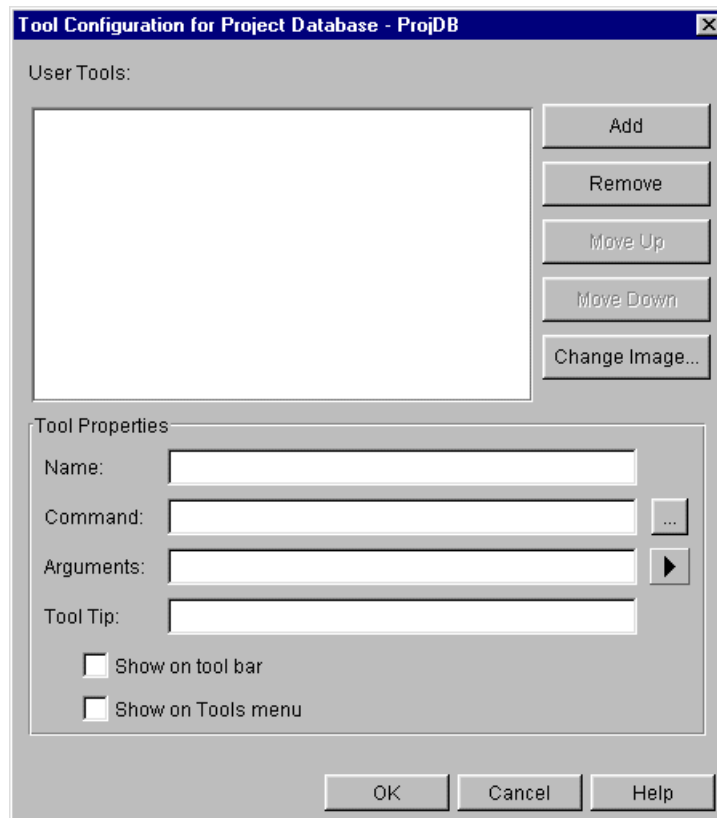 Tool Configuration for Project Database - ProjDB
User Tools:
Add
Remove
Move Up
Move Down
Change Image...
Tool Properties
Name:
Command:
...
Arguments:
Tool Tip:
Show on tool bar
Show on Tools menu
OK
Cancel
Help